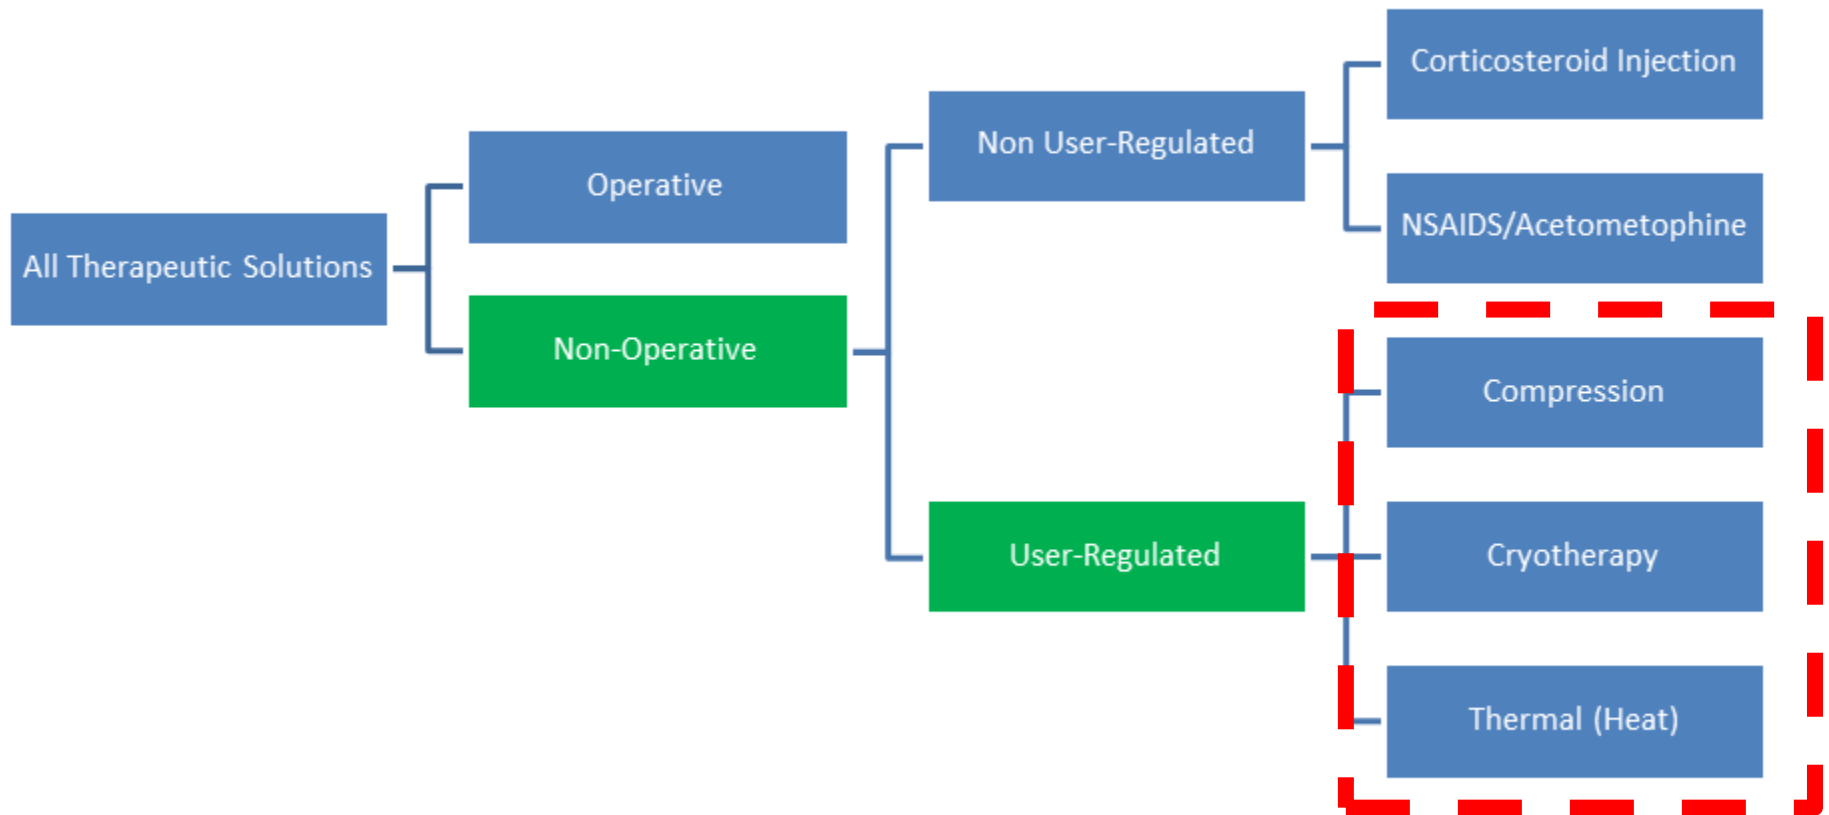 All Therapeutic Solutions
Operative
Non-Operative
Non User-Regulated
User-Regulated
Corticosteroid Injection
NSAIDS/Acetometophine
Compression
Cryotherapy
Thermal (Heat)